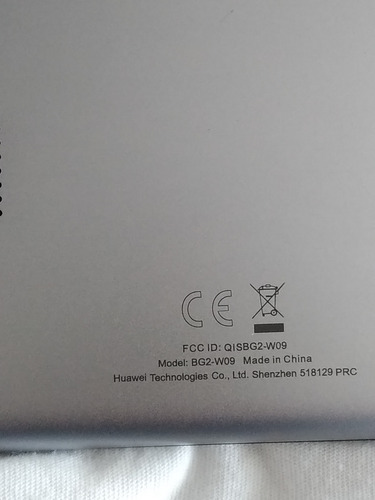 CE
FCC ID: QISBG2-W09
Model: BG2-W09 Made in China
Huawei Technologies Co., Ltd. Shenzhen 518129 PRC